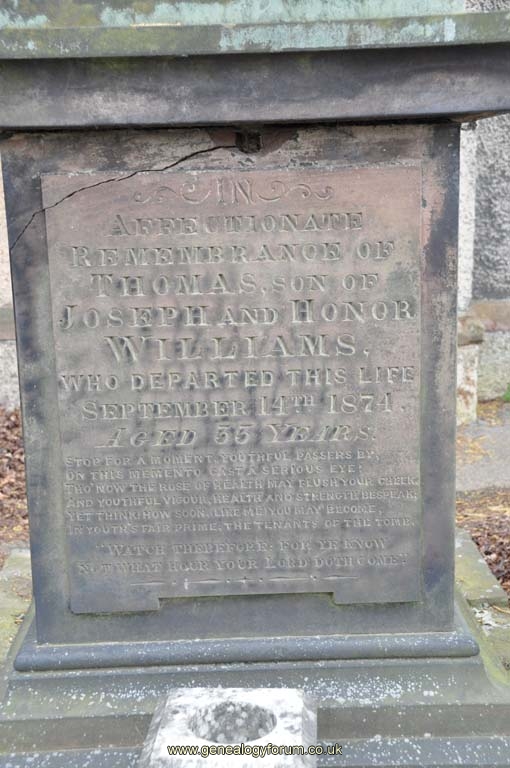 IN
AFFECTIONATE
REMEMBRANCE OF
THOMAS, SON OF
JOSEPH AND HONOR
WILLIAMS,
WHO DEPARTED THIS LIFE
SEPTEMBER 14TH 1874.
AGED 55 YEARS.
STOP FOR A MOMENT, YOUTHFUL PASSERS BY,
ON THIS MEMENTO CAST A SERIOUS EYE:
THO' NOW THE ROSE OF HEALTH MAY FLUSH YOUR CHEEK,
AND YOUTHFUL VIGOUR, HEALTH AND STRENGTH BESPEAK;
YET THINK! HOW SOON, LIKE ME! YOU MAY BECOME,
IN YOUTH'S FAIR PRIME, THE TENANTS OF THE TOMB.
"WATCH THEREFORE: FOR YE KNOW
NOT WHAT HOUR YOUR LORD DOTH COME."
www.genealogyforum.co.uk